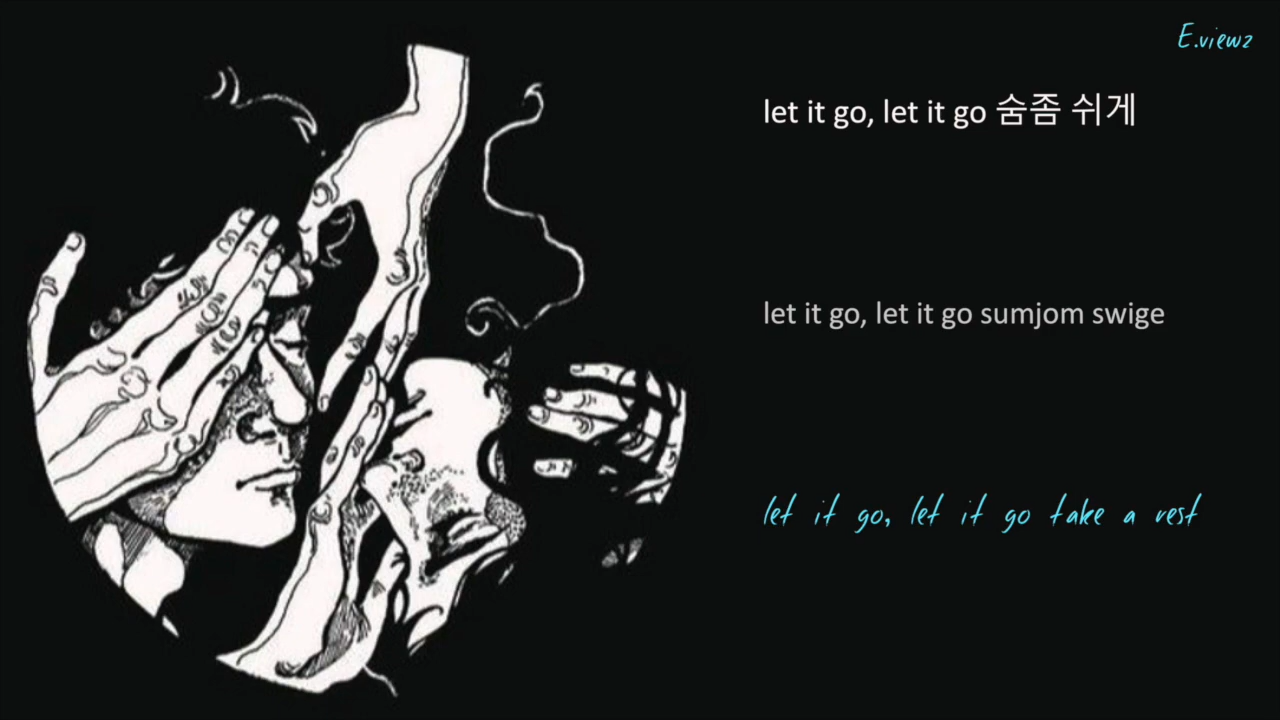 E.viewz
let it go, let it go 숨좀 쉬게
let it go, let it go sumjom swige
let it go, let it go take a rest